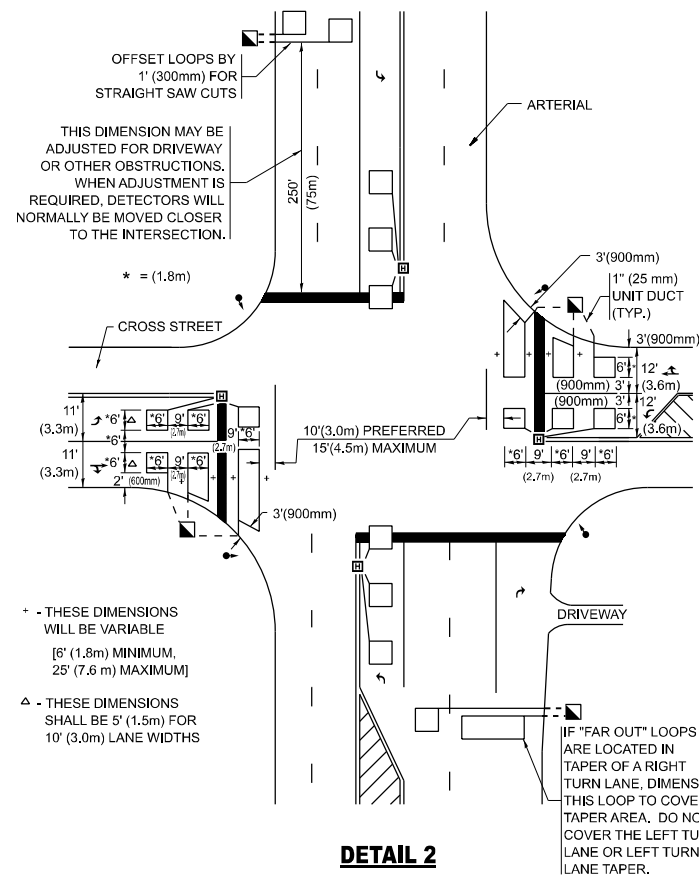 OFFSET LOOPS BY
1' (300mm) FOR
STRAIGHT SAW CUTS
ARTERIAL
THIS DIMENSION MAY BE
ADJUSTED FOR DRIVEWAY
OR OTHER OBSTRUCTIONS.
WHEN ADJUSTMENT IS
REQUIRED, DETECTORS WILL
NORMALLY BE MOVED CLOSER
TO THE INTERSECTION.
250'
(75m)
* = (1.8m)
H
3'(900mm)
1" (25 mm)
UNIT DUCT
(TYP.)
CROSS STREET
3'(900mm)
6'*
12'
(3.6m)
(900mm) 3'
(900mm) 3'
6'*
12'
(3.6m)
H
*6' 9' *6' 9' *6'
(2.7m) (2.7m)
H
11'
(3.3m)
*6' Δ
*6' 9' *6'
(2.7m)
*6'
9' *6'
(2.7m)
11'
(3.3m)
*6' Δ
*6' 9' *6'
(2.7m)
2' (600mm)
10'(3.0m) PREFERRED
15'(4.5m) MAXIMUM
3'(900mm)
H
+ - THESE DIMENSIONS
WILL BE VARIABLE
[6' (1.8m) MINIMUM,
25' (7.6 m) MAXIMUM]
Δ - THESE DIMENSIONS
SHALL BE 5' (1.5m) FOR
10' (3.0m) LANE WIDTHS
DRIVEWAY
IF "FAR OUT" LOOPS
ARE LOCATED IN
TAPER OF A RIGHT
TURN LANE, DIMENS
THIS LOOP TO COVE
TAPER AREA. DO NO
COVER THE LEFT TU
LANE OR LEFT TURN
LANE TAPER.
DETAIL 2